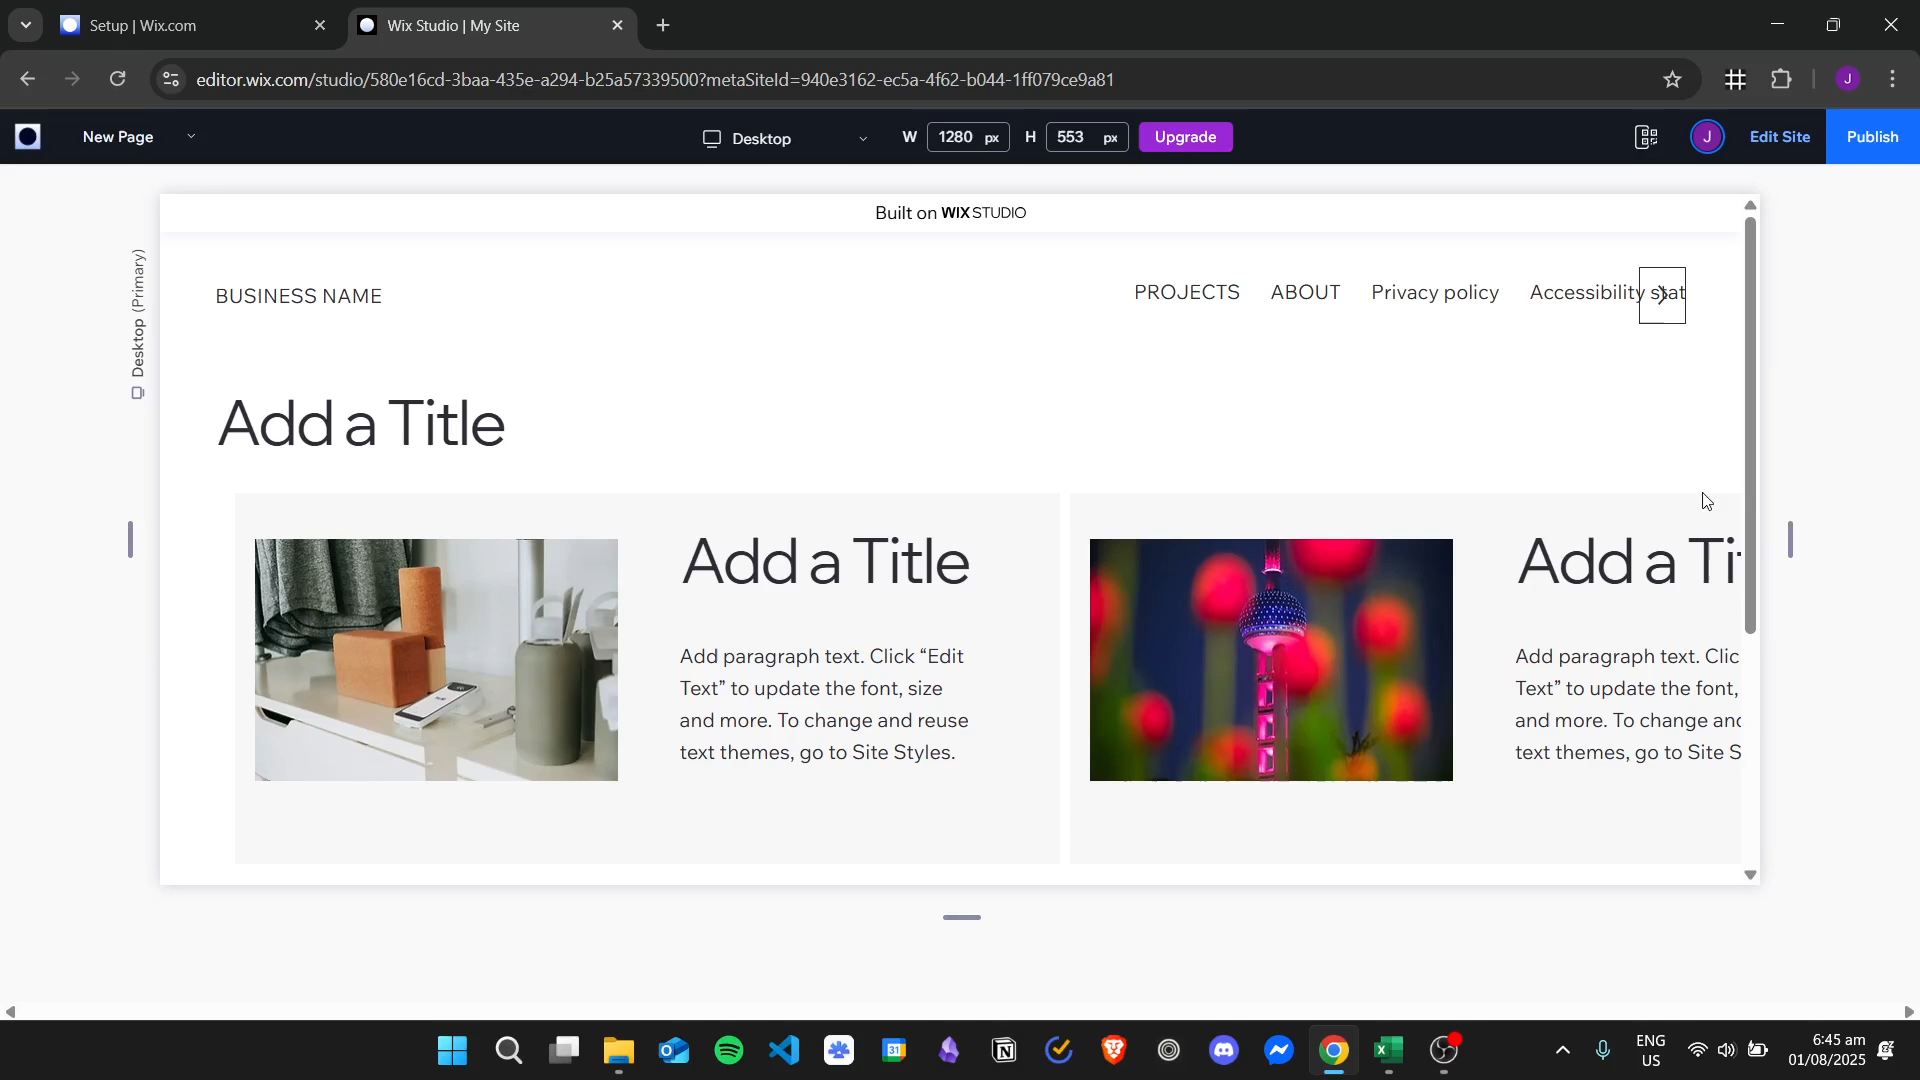 Setup | Wix.com
Wix Studio | My Site
editor.wix.com/studio/580e16cd-3baa-435e-a294-b25a57339500?metaSiteId=940e3162-ec5a-4f62-b044-1ff079ce9a81
J
New Page
Desktop
W 1280 px
H 553 px
Upgrade
J
Edit Site
Publish
Desktop (Primary)
Built on WIX STUDIO
BUSINESS NAME
PROJECTS ABOUT Privacy policy Accessibility stat
Add a Title
Add a Title
Add paragraph text. Click “Edit
Text” to update the font, size
and more. To change and reuse
text themes, go to Site Styles.
Add a Ti
Add paragraph text. Clic
Text” to update the font,
and more. To change and
text themes, go to Site S
31
ENG
US
6:45 am
01/08/2025